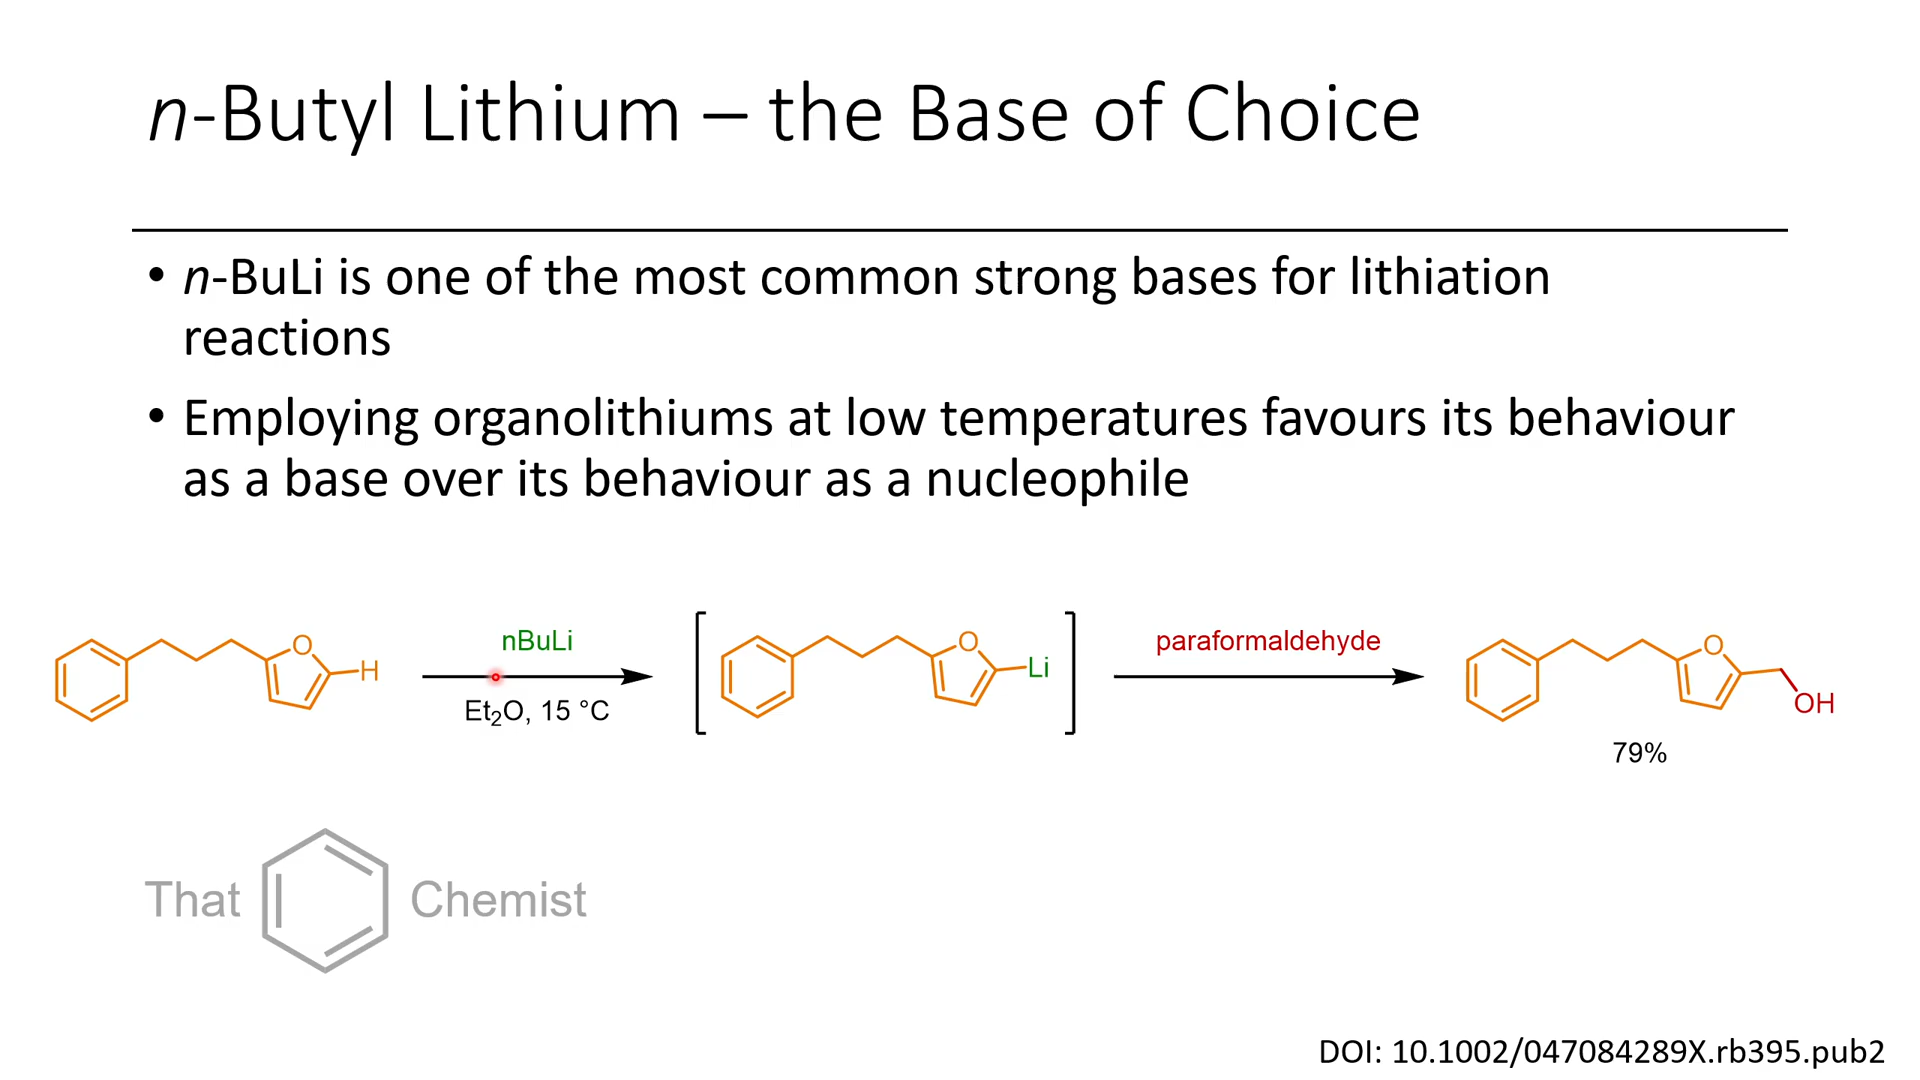 n-Butyl Lithium – the Base of Choice
• n-BuLi is one of the most common strong bases for lithiation
reactions
• Employing organolithiums at low temperatures favours its behaviour
as a base over its behaviour as a nucleophile
O
H
nBuLi
Et₂O, 15 °C
O
Li
paraformaldehyde
O
OH
79%
That Chemist
DOI: 10.1002/047084289X.rb395.pub2